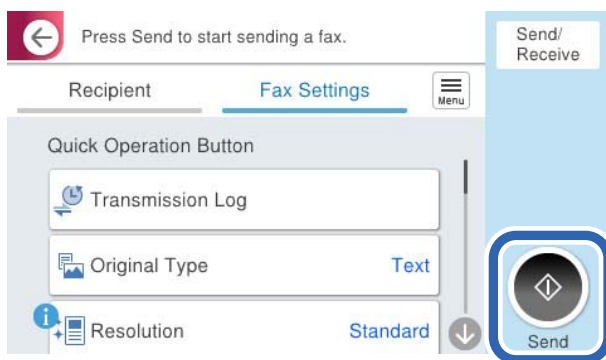 Press Send to start sending a fax.
Send/
Receive
Recipient
Fax Settings
Menu
Quick Operation Button
Transmission Log
Original Type
Text
Resolution
Standard
Send